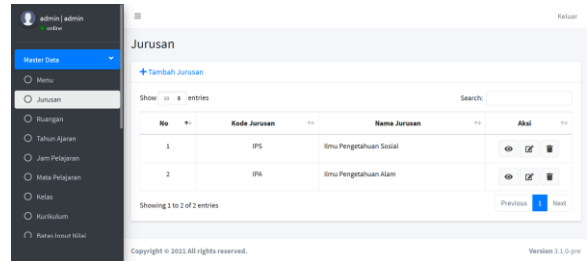 admin | admin
online
Keluar
Jurusan
Master Data
Menu
Jurusan
Ruangan
Tahun Ajaran
Jam Pelajaran
Mata Pelajaran
Kelas
Kurikulum
Batas Input Nilai
+ Tambah Jurusan
Show 10 entries Search:
No Kode Jurusan Nama Jurusan Aksi
1 IPS Ilmu Pengetahuan Sosial
2 IPA Ilmu Pengetahuan Alam
Showing 1 to 2 of 2 entries
Previous 1 Next
Copyright © 2021 All rights reserved. Version 3.1.0-pre